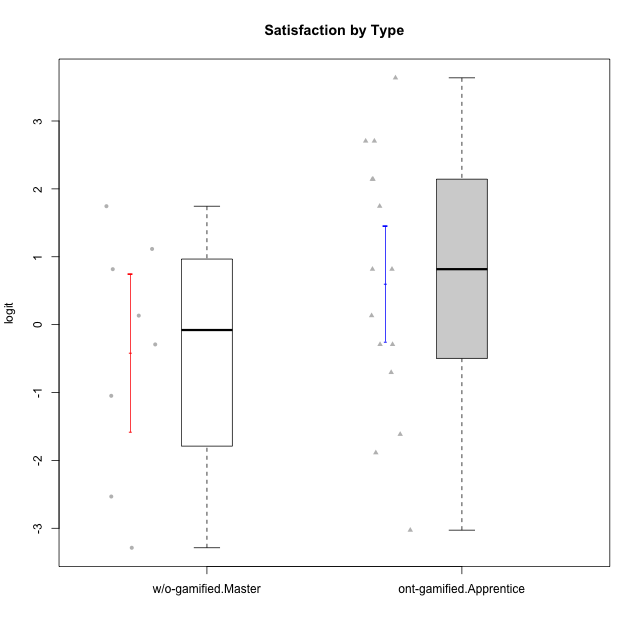 Satisfaction by Type
3
2
1
0
-1
-2
-3
logit
w/o-gamified.Master
ont-gamified.Apprentice